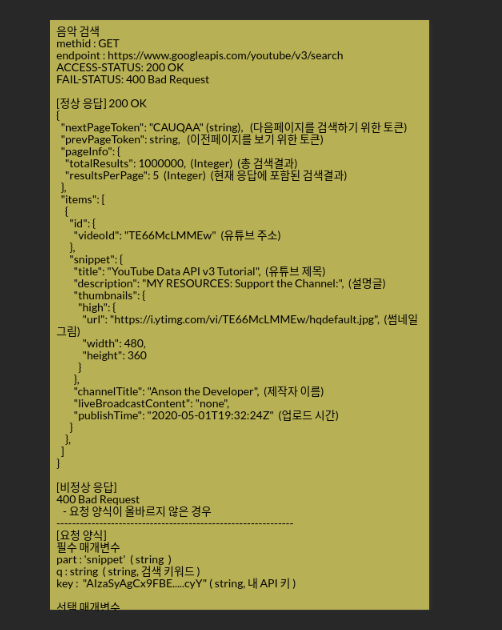 음악 검색
methid : GET
endpoint : https://www.googleapis.com/youtube/v3/search
ACCESS-STATUS: 200 OK
FAIL-STATUS: 400 Bad Request
[정상 응답] 200 OK
{
"nextPageToken": "CAUQAA" (string), (다음페이지를 검색하기 위한 토큰)
"prevPageToken": string, (이전페이지를 보기 위한 토큰)
"pageInfo": {
"totalResults": 1000000, (Integer) (총 검색결과)
"resultsPerPage": 5 (Integer) (현재 응답에 포함된 검색결과)
},
"items": [
{
"id": {
"videoId": "TE66McLMMEw" (유튜브 주소)
},
"snippet": {
"title": "YouTube Data API v3 Tutorial", (유튜브 제목)
"description": "MY RESOURCES: Support the Channel:", (설명글)
"thumbnails": {
"high": {
"url": "https://i.ytimg.com/vi/TE66McLMMEw/hqdefault.jpg", (썸네일
그림)
"width": 480,
"height": 360
}
},
"channelTitle": "Anson the Developer", (제작자 이름)
"liveBroadcastContent": "none",
"publishTime": "2020-05-01T19:32:24Z" (업로드 시간)
}
},
]
}
[비정상 응답]
400 Bad Request
- 요청 양식이 올바르지 않은 경우
------------------------------------------------------------
[요청 양식]
필수 매개변수
part : 'snippet' ( string )
q : string ( string, 검색 키워드 )
key : "AIzaSyAgCx9FBE.....cyY" ( string, 내 API 키 )
선택 매개변수